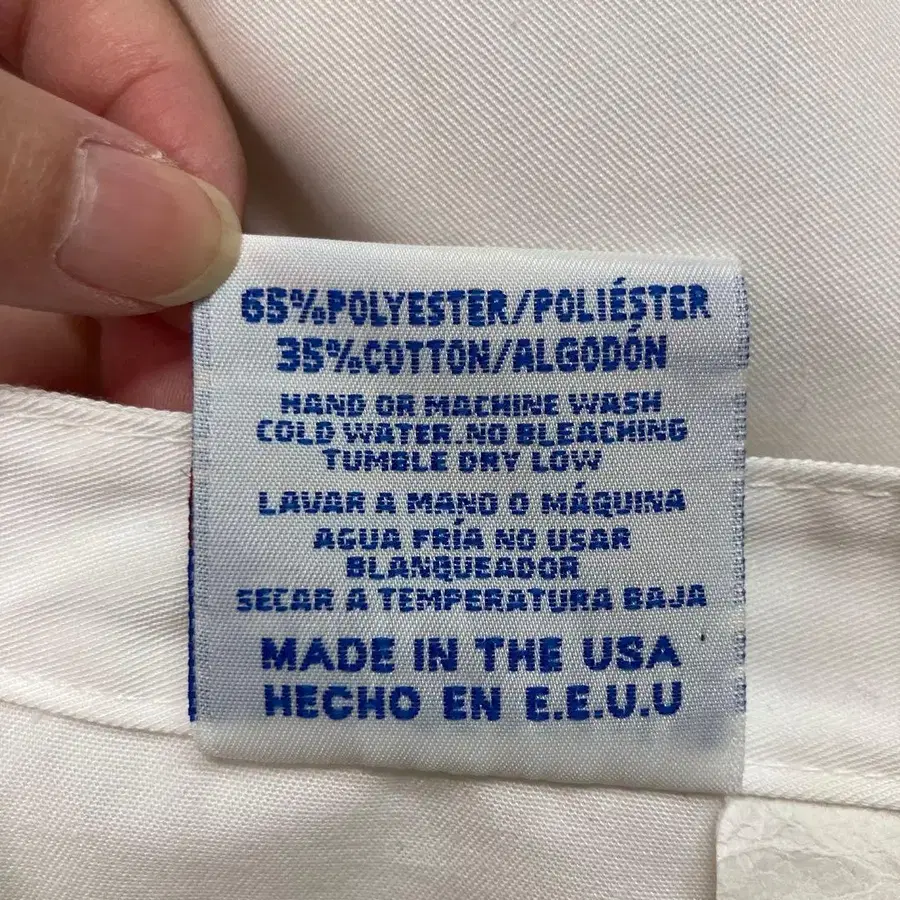 65%POLYESTER/POLIÉSTER
35%COTTON/ALGODÓN
HAND OR MACHINE WASH
COLD WATER.NO BLEACHING
TUMBLE DRY LOW
LAVAR A MANO O MÁQUINA
AGUA FRÍA NO USAR
BLANQUEADOR
SECAR A TEMPERATURA BAJA
MADE IN THE USA
HECHO EN E.E.U.U